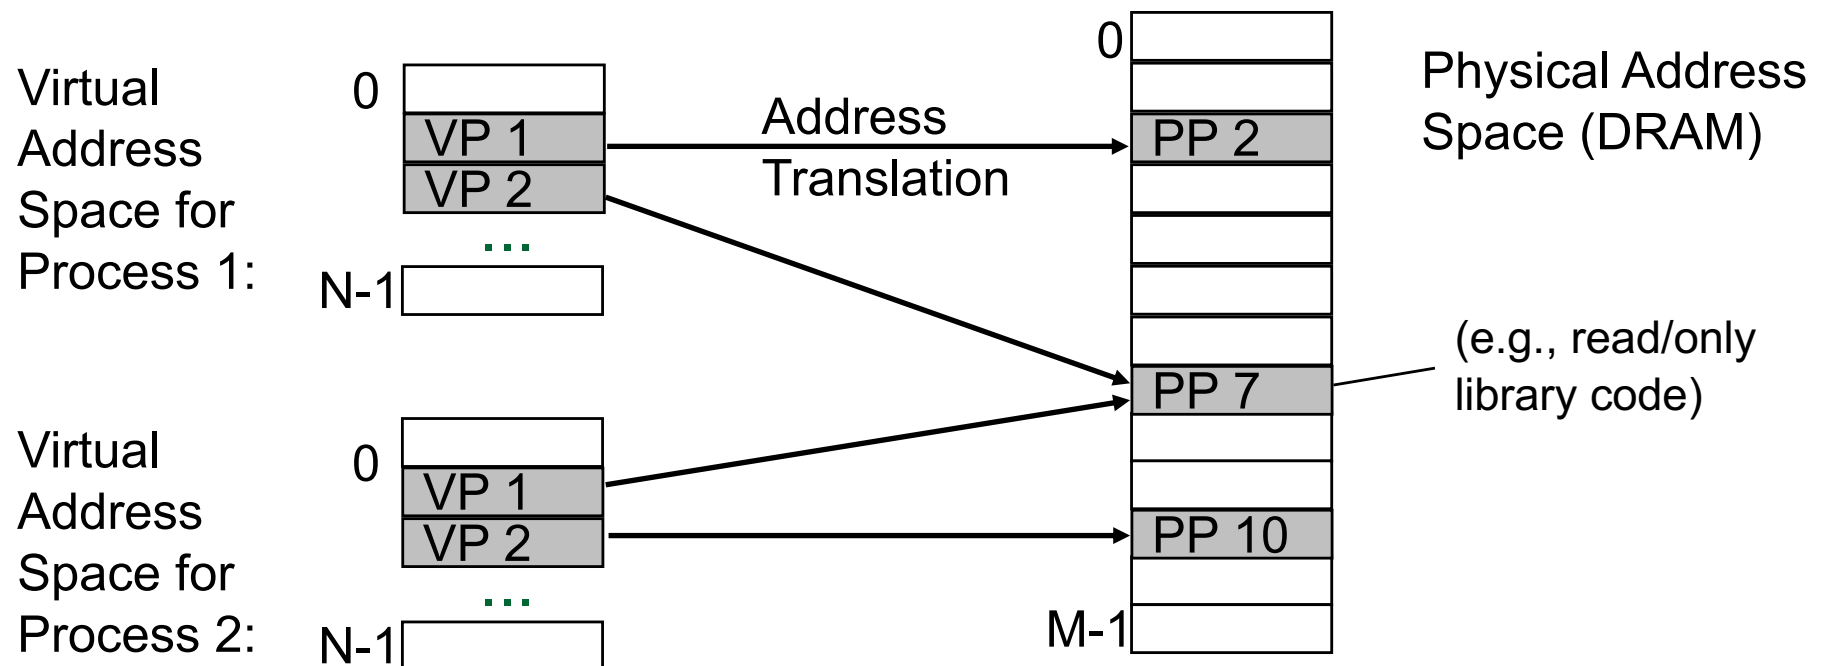 Virtual
Address
Space for
Process 1:
0
VP 1
VP 2
...
N-1
Address
Translation
0
PP 2
PP 7
PP 10
M-1
Physical Address
Space (DRAM)
(e.g., read/only
library code)
Virtual
Address
Space for
Process 2:
0
VP 1
VP 2
...
N-1